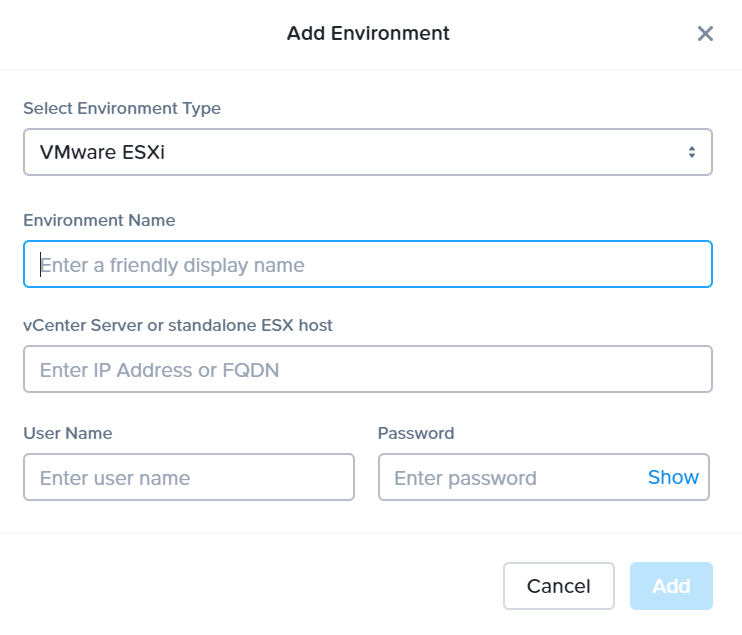 Add Environment
Select Environment Type
VMware ESXi
Environment Name
Enter a friendly display name
vCenter Server or standalone ESX host
Enter IP Address or FQDN
User Name
Password
Enter user name
Enter password
Show
Cancel
Add